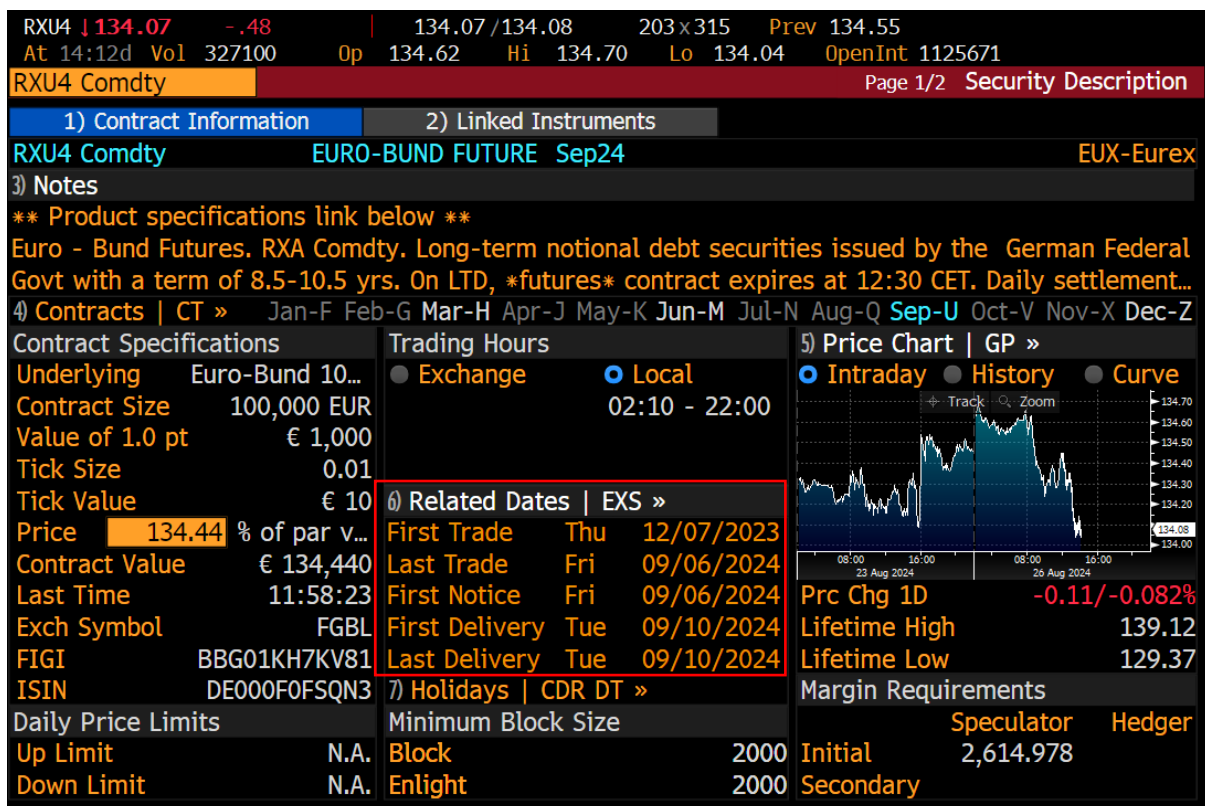 RXU4 ↓134.07 -.48 134.07/134.08 203x315 Prev 134.55
At 14:12d Vol 327100 Op 134.62 Hi 134.70 Lo 134.04 OpenInt 1125671
RXU4 Comdty Page 1/2 Security Description
1) Contract Information 2) Linked Instruments
RXU4 Comdty EURO-BUND FUTURE Sep24 EUX-Eurex
3) Notes
** Product specifications link below **
Euro - Bund Futures. RXA Comdty. Long-term notional debt securities issued by the German Federal
Govt with a term of 8.5-10.5 yrs. On LTD, *futures* contract expires at 12:30 CET. Daily settlement…
4) Contracts | CT » Jan-F Feb-G Mar-H Apr-J May-K Jun-M Jul-N Aug-Q Sep-U Oct-V Nov-X Dec-Z
Contract Specifications
Underlying Euro-Bund 10…
Contract Size 100,000 EUR
Value of 1.0 pt € 1,000
Tick Size 0.01
Tick Value € 10
Price 134.44 % of par v…
Contract Value € 134,440
Last Time 11:58:23
Exch Symbol FGBL
FIGI BBG01KH7KV81
ISIN DE000F0FSQN3
Daily Price Limits
Up Limit N.A.
Down Limit N.A.
Trading Hours
Exchange Local
02:10 - 22:00
6) Related Dates | EXS »
First Trade Thu 12/07/2023
Last Trade Fri 09/06/2024
First Notice Fri 09/06/2024
First Delivery Tue 09/10/2024
Last Delivery Tue 09/10/2024
7) Holidays | CDR DT »
Minimum Block Size
Block 2000
Enlight 2000
5) Price Chart | GP »
Intraday History Curve
Track Zoom
134.70
134.60
134.50
134.40
134.30
134.20
134.08
134.00
08:00 16:00 08:00 16:00
23 Aug 2024 26 Aug 2024
Prc Chg 1D -0.11/-0.082%
Lifetime High 139.12
Lifetime Low 129.37
Margin Requirements
Speculator Hedger
Initial 2,614.978
Secondary